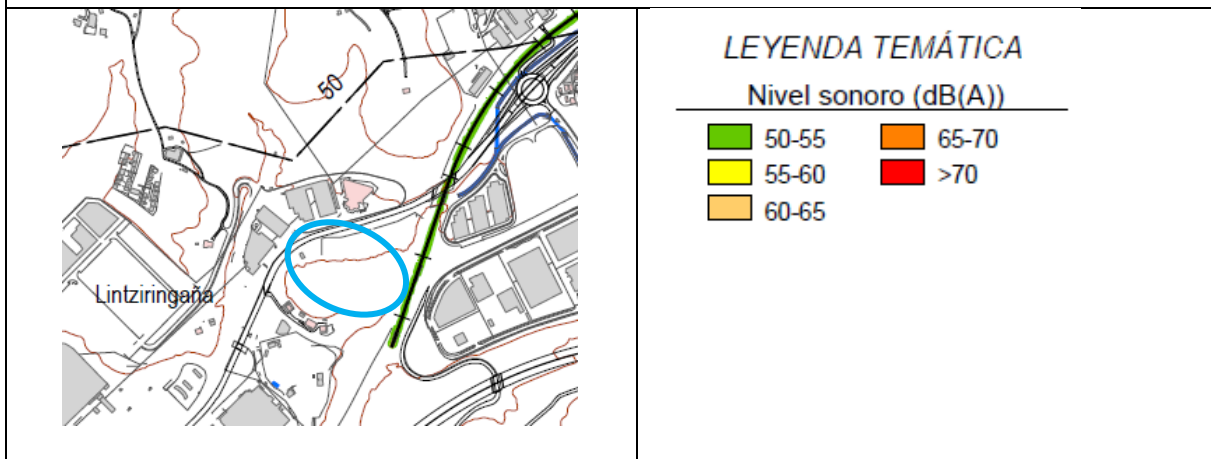 50
Lintziringaña
LEYENDA TEMÁTICA
Nivel sonoro (dB(A))
50-55
65-70
55-60
>70
60-65